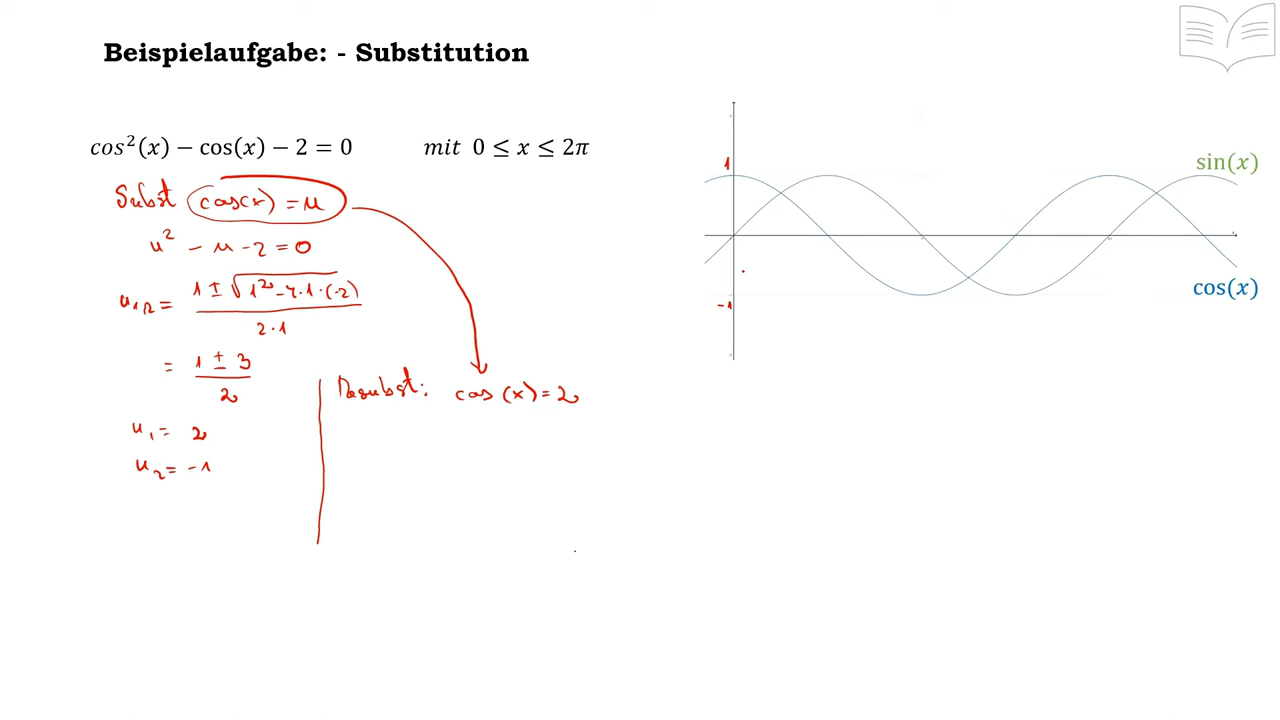 Beispielaufgabe: - Substitution
cos²(x) − cos(x) − 2 = 0 mit 0 ≤ x ≤ 2π
Subst cos(x) = u
u² - u - 2 = 0
u₁,₂ = (1 ± √(1² - 4·1·(-2))) / (2·1)
= (1 ± 3) / 2
u₁ = 2
u₂ = -1
Resubst: cos(x) = 2
1
sin(x)
cos(x)
-1